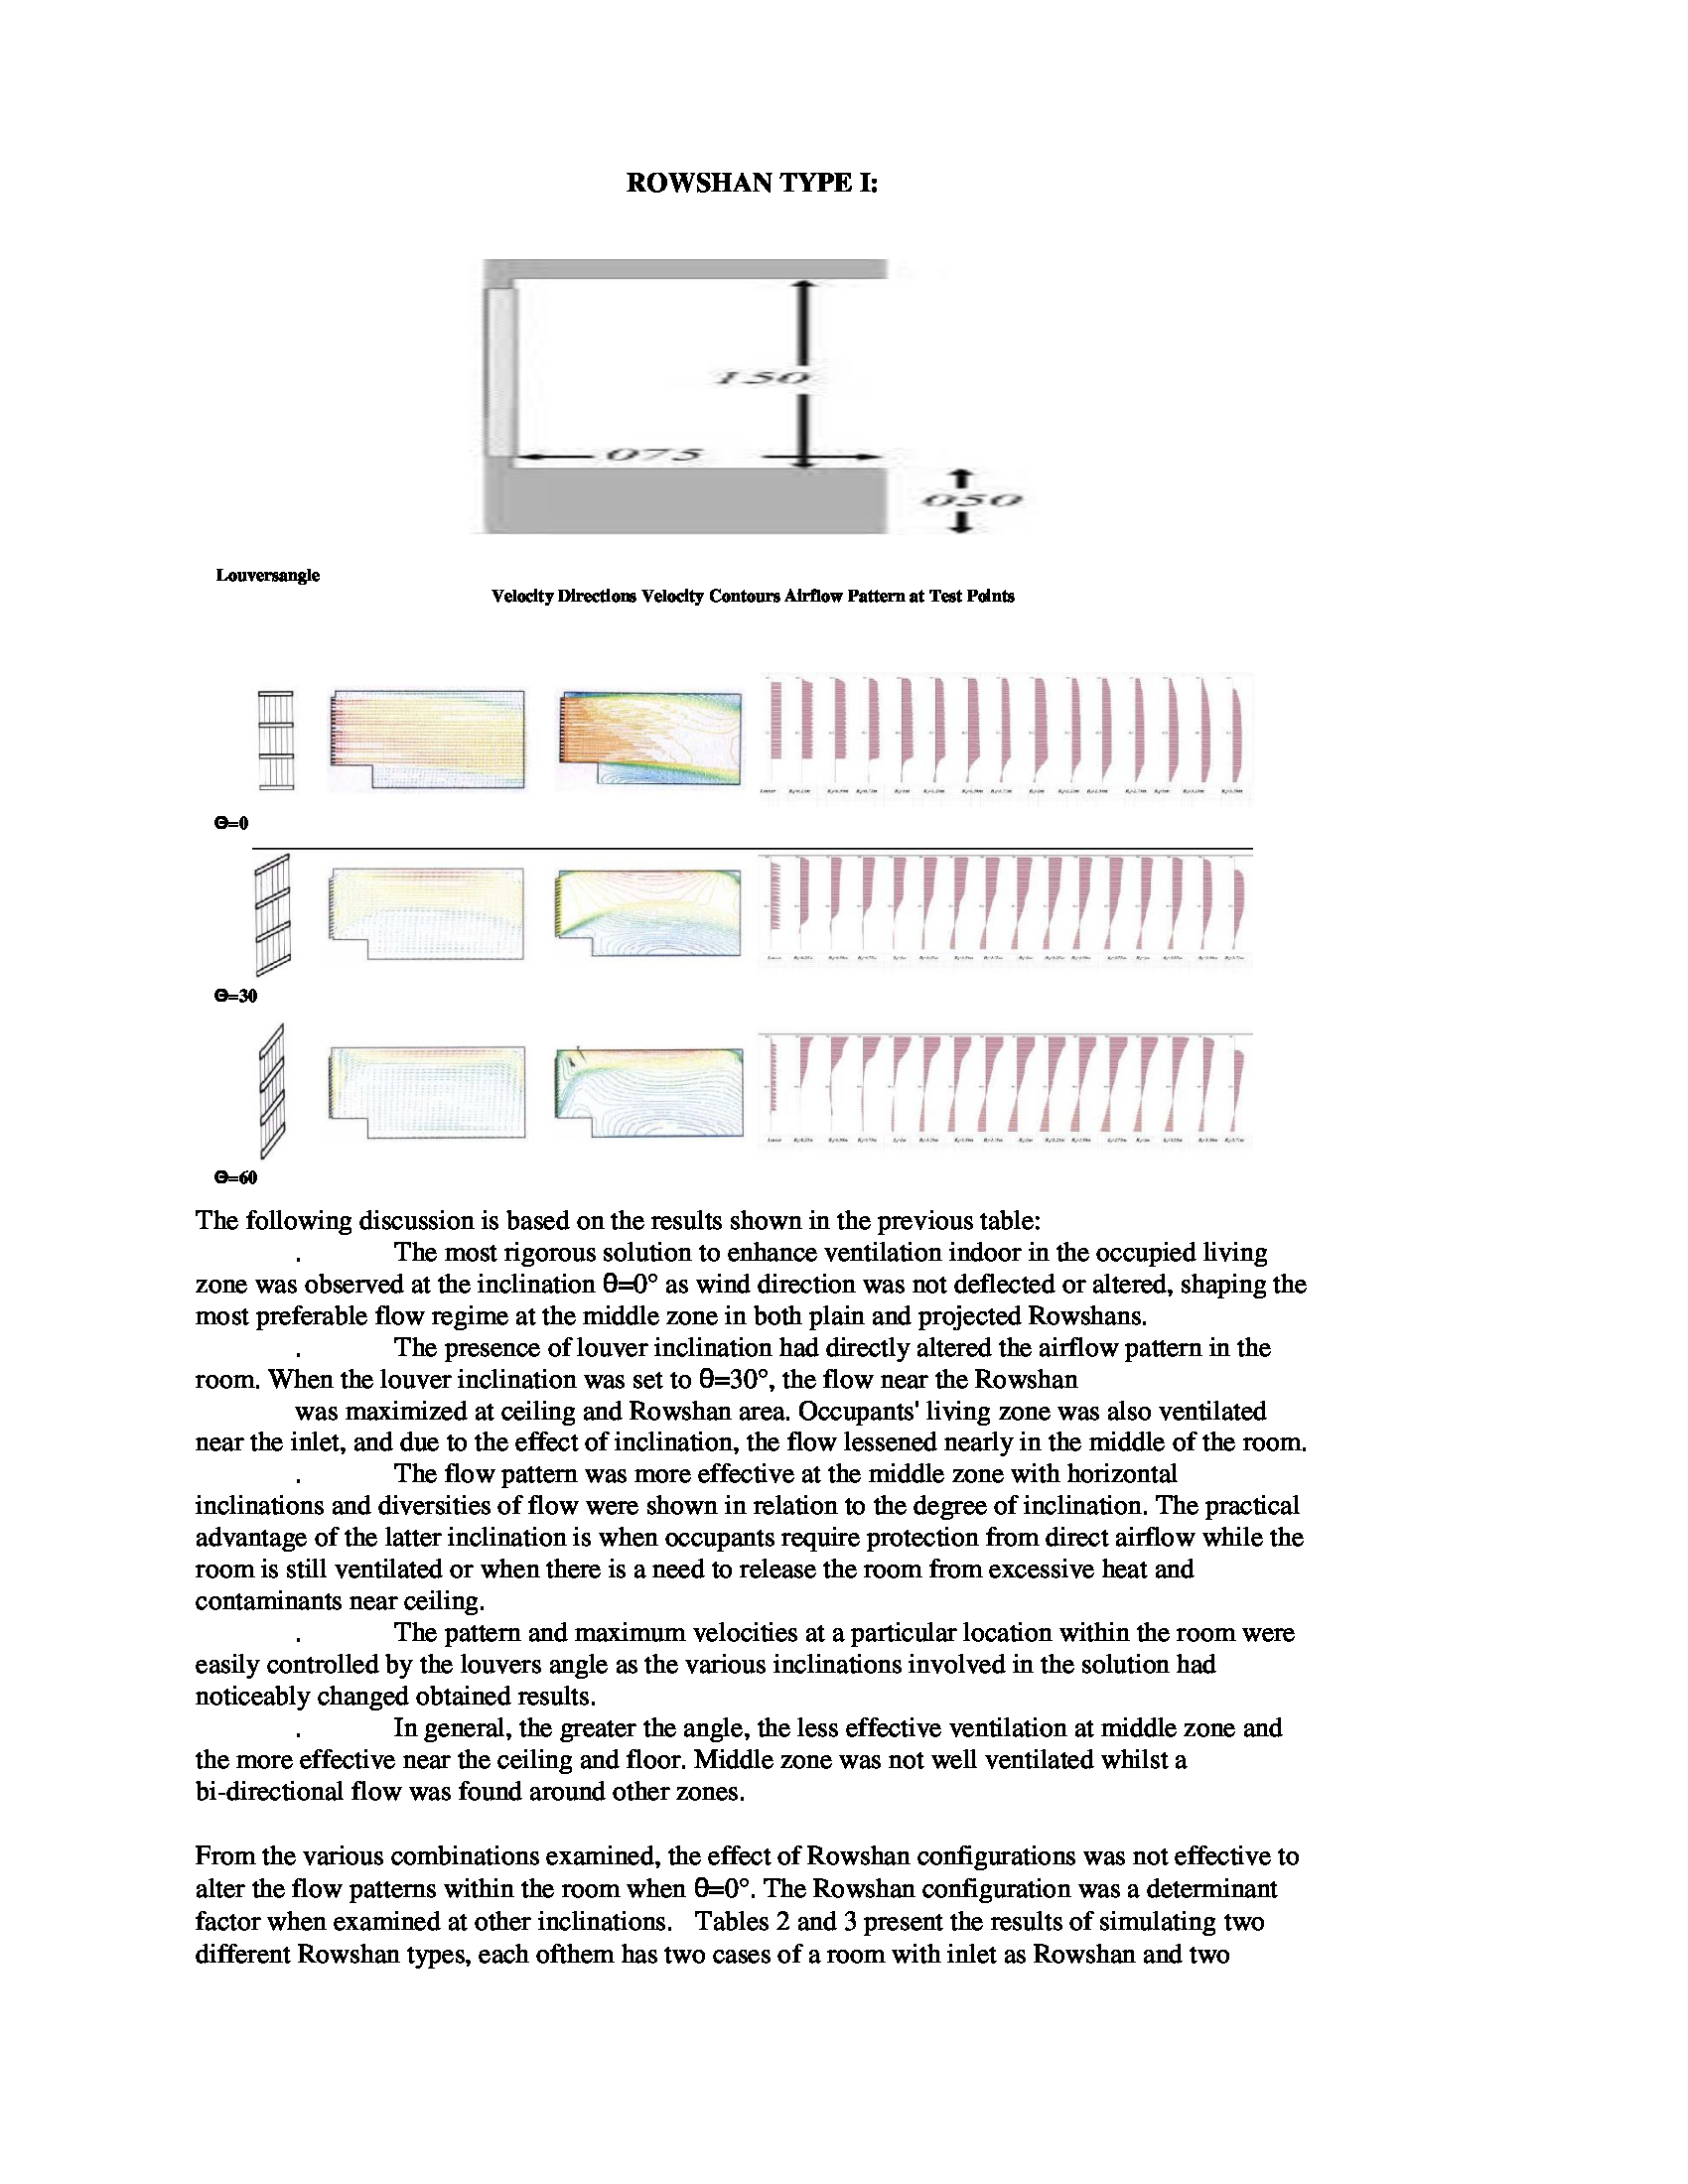 ROWSHAN TYPE I:
150
075
050
Louversangle
Velocity Directions Velocity Contours Airflow Pattern at Test Points
Θ=0
Θ=30
Θ=60
The following discussion is based on the results shown in the previous table:
. The most rigorous solution to enhance ventilation indoor in the occupied living
zone was observed at the inclination θ=0° as wind direction was not deflected or altered, shaping the
most preferable flow regime at the middle zone in both plain and projected Rowshans.
. The presence of louver inclination had directly altered the airflow pattern in the
room. When the louver inclination was set to θ=30°, the flow near the Rowshan
was maximized at ceiling and Rowshan area. Occupants' living zone was also ventilated
near the inlet, and due to the effect of inclination, the flow lessened nearly in the middle of the room.
. The flow pattern was more effective at the middle zone with horizontal
inclinations and diversities of flow were shown in relation to the degree of inclination. The practical
advantage of the latter inclination is when occupants require protection from direct airflow while the
room is still ventilated or when there is a need to release the room from excessive heat and
contaminants near ceiling.
. The pattern and maximum velocities at a particular location within the room were
easily controlled by the louvers angle as the various inclinations involved in the solution had
noticeably changed obtained results.
. In general, the greater the angle, the less effective ventilation at middle zone and
the more effective near the ceiling and floor. Middle zone was not well ventilated whilst a
bi-directional flow was found around other zones.
From the various combinations examined, the effect of Rowshan configurations was not effective to
alter the flow patterns within the room when θ=0°. The Rowshan configuration was a determinant
factor when examined at other inclinations. Tables 2 and 3 present the results of simulating two
different Rowshan types, each ofthem has two cases of a room with inlet as Rowshan and two